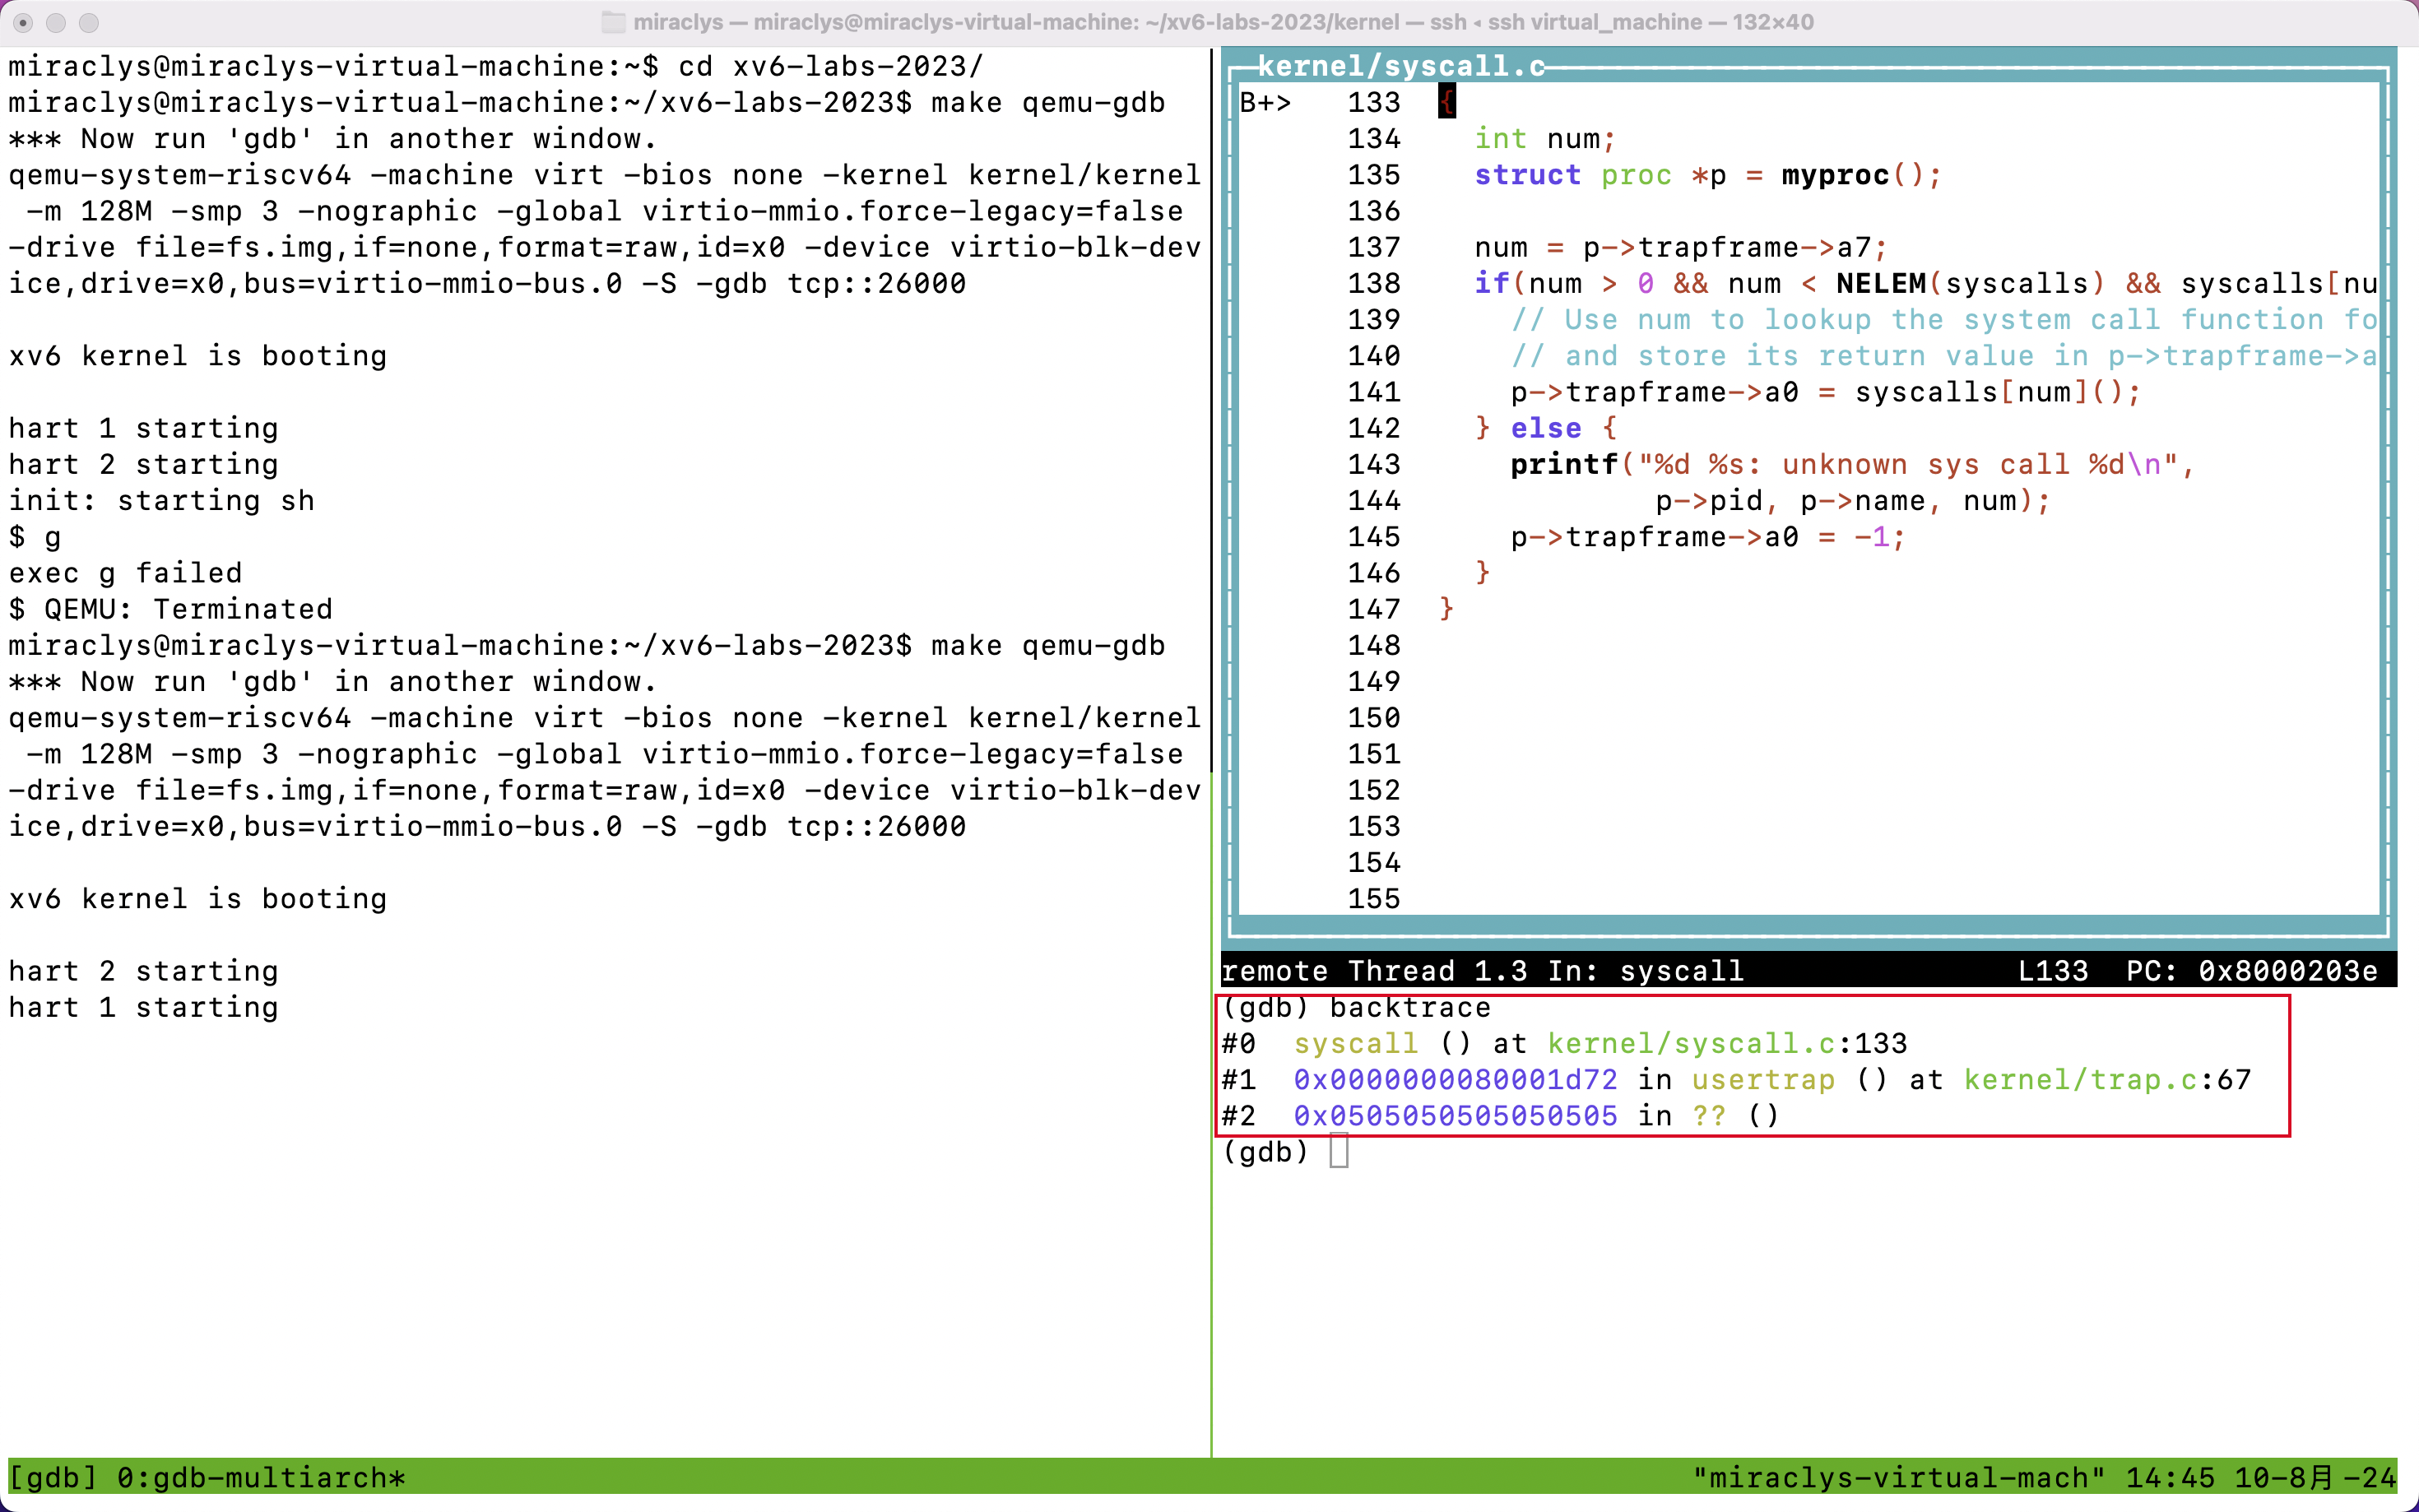 miraclys — miraclys@miraclys-virtual-machine: ~/xv6-labs-2023/kernel — ssh ◂ ssh virtual_machine — 132×40
miraclys@miraclys-virtual-machine:~$ cd xv6-labs-2023/
miraclys@miraclys-virtual-machine:~/xv6-labs-2023$ make qemu-gdb
*** Now run 'gdb' in another window.
qemu-system-riscv64 -machine virt -bios none -kernel kernel/kernel
 -m 128M -smp 3 -nographic -global virtio-mmio.force-legacy=false
-drive file=fs.img,if=none,format=raw,id=x0 -device virtio-blk-dev
ice,drive=x0,bus=virtio-mmio-bus.0 -S -gdb tcp::26000
xv6 kernel is booting
hart 1 starting
hart 2 starting
init: starting sh
$ g
exec g failed
$ QEMU: Terminated
miraclys@miraclys-virtual-machine:~/xv6-labs-2023$ make qemu-gdb
*** Now run 'gdb' in another window.
qemu-system-riscv64 -machine virt -bios none -kernel kernel/kernel
 -m 128M -smp 3 -nographic -global virtio-mmio.force-legacy=false
-drive file=fs.img,if=none,format=raw,id=x0 -device virtio-blk-dev
ice,drive=x0,bus=virtio-mmio-bus.0 -S -gdb tcp::26000
xv6 kernel is booting
hart 2 starting
hart 1 starting
kernel/syscall.c
B+> 133 {
134   int num;
135   struct proc *p = myproc();
136
137   num = p->trapframe->a7;
138   if(num > 0 && num < NELEM(syscalls) && syscalls[nu
139     // Use num to lookup the system call function fo
140     // and store its return value in p->trapframe->a
141     p->trapframe->a0 = syscalls[num]();
142   } else {
143     printf("%d %s: unknown sys call %d\n",
144             p->pid, p->name, num);
145     p->trapframe->a0 = -1;
146   }
147 }
148
149
150
151
152
153
154
155
remote Thread 1.3 In: syscall L133 PC: 0x8000203e
(gdb) backtrace
#0  syscall () at kernel/syscall.c:133
#1  0x0000000080001d72 in usertrap () at kernel/trap.c:67
#2  0x0505050505050505 in ?? ()
(gdb)
[gdb] 0:gdb-multiarch* "miraclys-virtual-mach" 14:45 10-8月-24